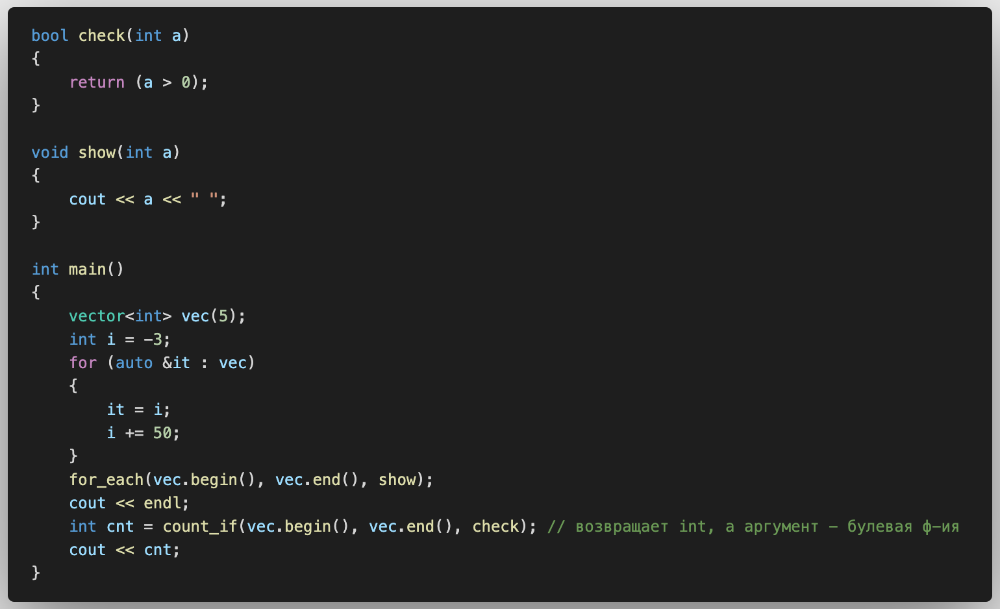 bool check(int a)
{
    return (a > 0);
}

void show(int a)
{
    cout << a << " ";
}

int main()
{
    vector<int> vec(5);
    int i = -3;
    for (auto &it : vec)
    {
        it = i;
        i += 50;
    }
    for_each(vec.begin(), vec.end(), show);
    cout << endl;
    int cnt = count_if(vec.begin(), vec.end(), check); // возвращает int, а аргумент - булевая ф-ия
    cout << cnt;
}